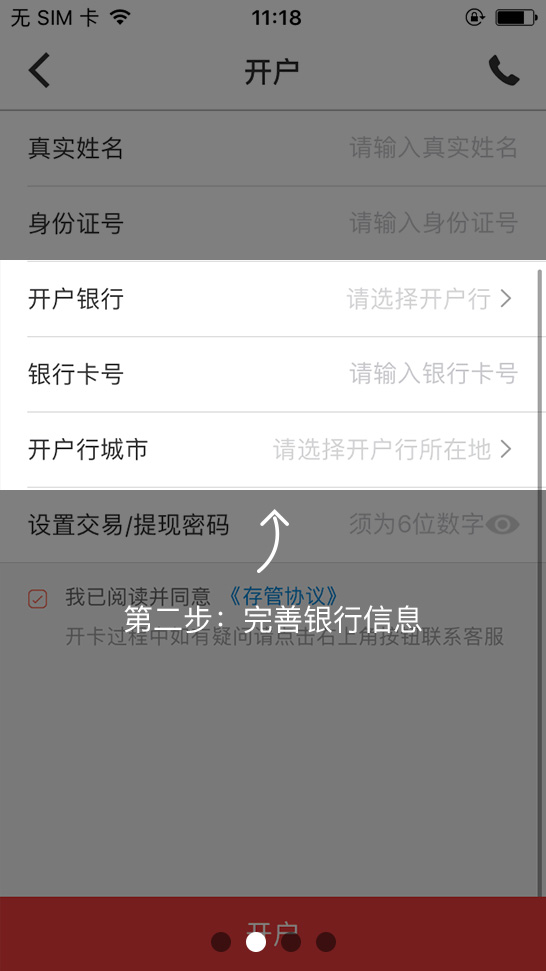 无 SIM 卡
11:18
开户
真实姓名 请输入真实姓名
身份证号 请输入身份证号
开户银行 请选择开户行
银行卡号 请输入银行卡号
开户行城市 请选择开户行所在地
设置交易/提现密码 须为6位数字
我已阅读并同意 《存管协议》
第二步：完善银行信息
开卡过程中如有疑问请点击右上角按钮联系客服
开户